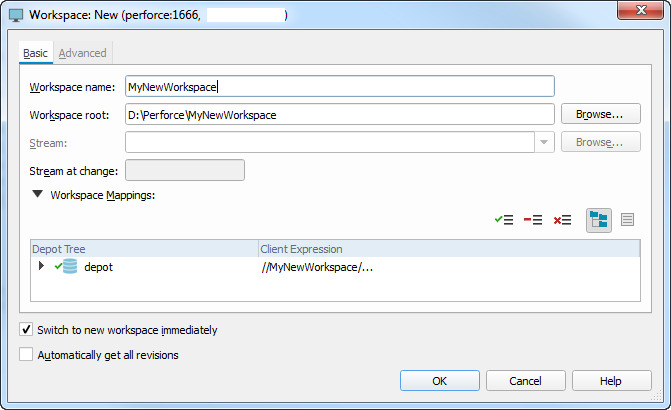 Workspace: New (perforce:1666, )
Basic Advanced
Workspace name: MyNewWorkspace
Workspace root: D:\Perforce\MyNewWorkspace Browse...
Stream: Browse...
Stream at change:
Workspace Mappings:
Depot Tree Client Expression
depot //MyNewWorkspace/...
Switch to new workspace immediately
Automatically get all revisions
OK Cancel Help